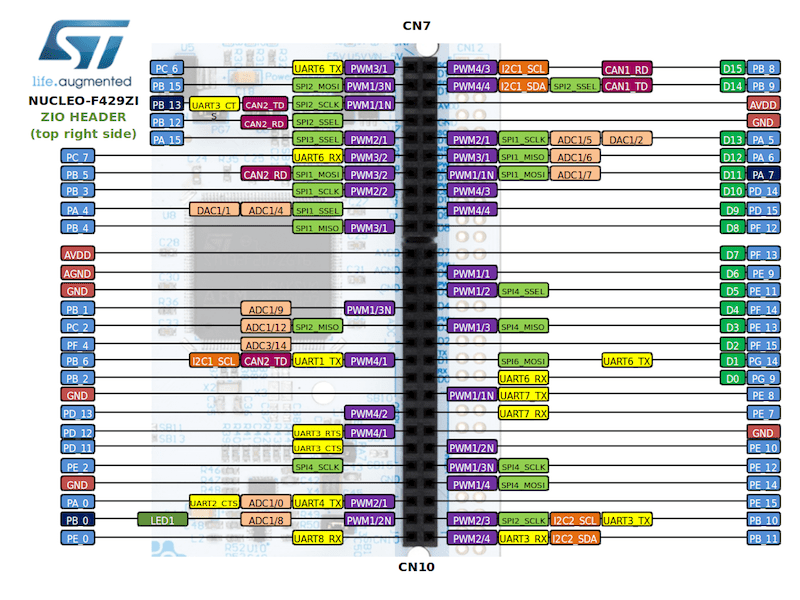 CN7
life.augmented
NUCLEO-F429ZI
ZIO HEADER
(top right side)
CN12
PC_6 UART6_TX PWM3/1 PWM4/3 I2C1_SCL CAN1_RD D15 PB_8
PB_15 SPI2_MOSI PWM1/3N PWM4/4 I2C1_SDA SPI2_SSEL CAN1_TD D14 PB_9
PB_13 UART3_CTS CAN2_TD SPI2_SCLK PWM1/1N AVDD
PB_12 CAN2_RD SPI2_SSEL GND
PA_15 SPI3_SSEL PWM2/1 PWM2/1 SPI1_SCLK ADC1/5 DAC1/2 D13 PA_5
PC_7 UART6_RX PWM3/2 PWM3/1 SPI1_MISO ADC1/6 D12 PA_6
PB_5 CAN2_RD SPI1_MOSI PWM3/2 PWM1/1N SPI1_MOSI ADC1/7 D11 PA_7
PB_3 SPI1_SCLK PWM2/2 PWM4/3 D10 PD_14
PA_4 DAC1/1 ADC1/4 SPI1_SSEL PWM4/4 D9 PD_15
PB_4 SPI1_MISO PWM3/1 D8 PF_12
AVDD D7 PF_13
AGND PWM1/1 D6 PE_9
GND PWM1/2 SPI4_SSEL D5 PE_11
PB_1 ADC1/9 PWM1/3N D4 PF_14
PC_2 ADC1/12 SPI2_MISO PWM1/3 SPI4_MISO D3 PE_13
PF_4 ADC3/14 D2 PF_15
PB_6 I2C1_SCL CAN2_TD UART1_TX PWM4/1 SPI6_MOSI UART6_TX D1 PG_14
PB_2 UART6_RX D0 PG_9
GND PWM1/1N UART7_TX PE_8
PD_13 PWM4/2 UART7_RX PE_7
PD_12 UART3_RTS PWM4/1 GND
PD_11 UART3_CTS PWM1/2N PE_10
PE_2 SPI4_SCLK PWM1/3N SPI4_SCLK PE_12
GND PWM1/4 SPI4_MOSI PE_14
PA_0 UART2_CTS ADC1/0 UART4_TX PWM2/1 PE_15
PB_0 LED1 ADC1/8 PWM1/2N PWM2/3 SPI2_SCLK I2C2_SCL UART3_TX PB_10
PE_0 UART8_RX PWM2/4 UART3_RX I2C2_SDA PB_11
CN10